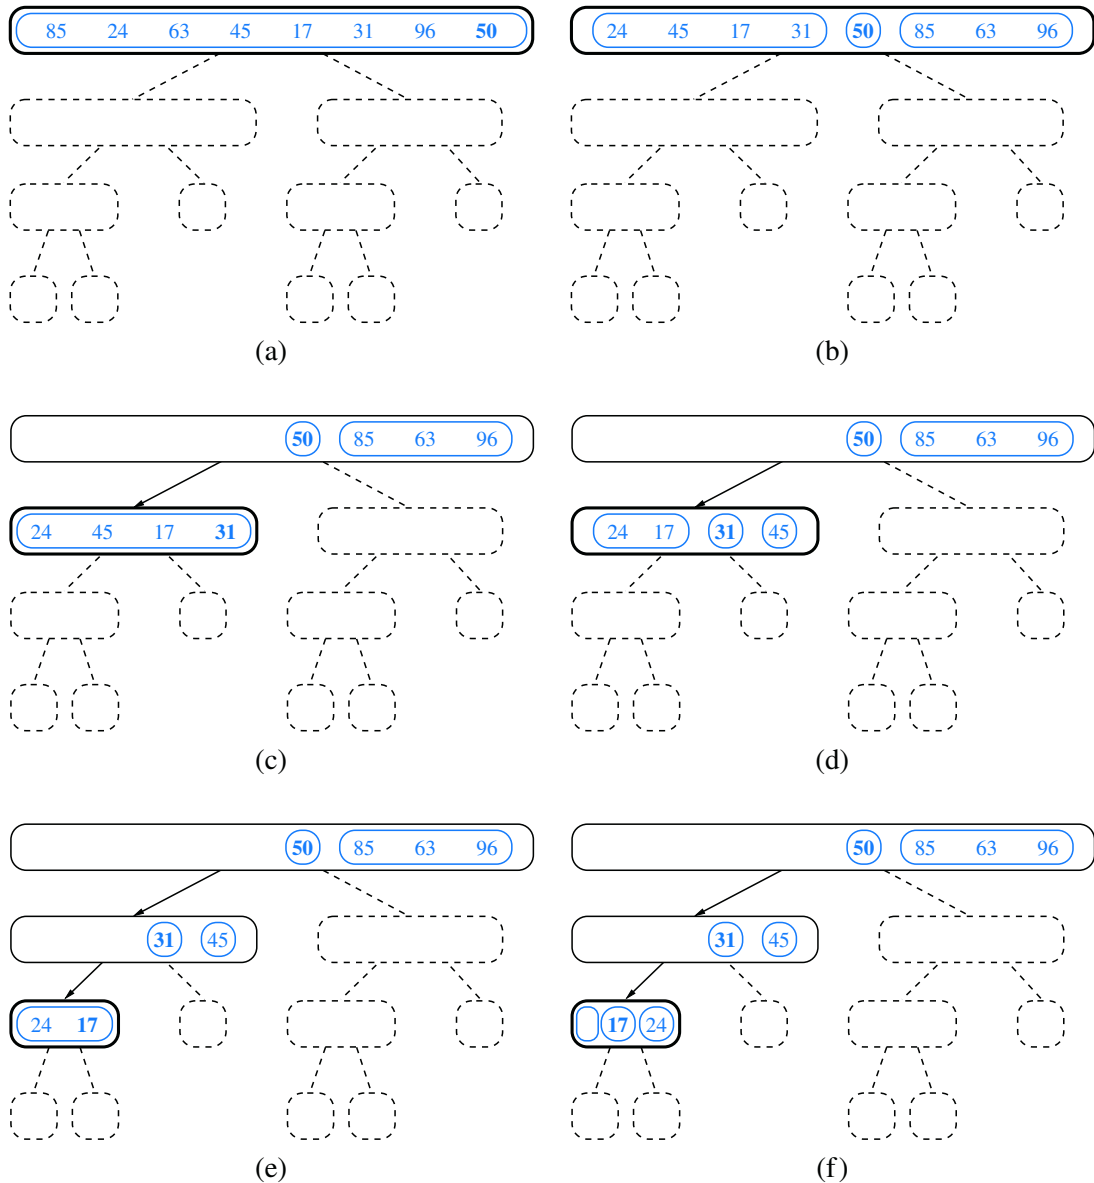 85 24 63 45 17 31 96 50
24 45 17 31 50 85 63 96
(a)
(b)
50 85 63 96
24 45 17 31
50 85 63 96
24 17 31 45
(c)
(d)
50 85 63 96
31 45
24 17
50 85 63 96
31 45
17 24
(e)
(f)